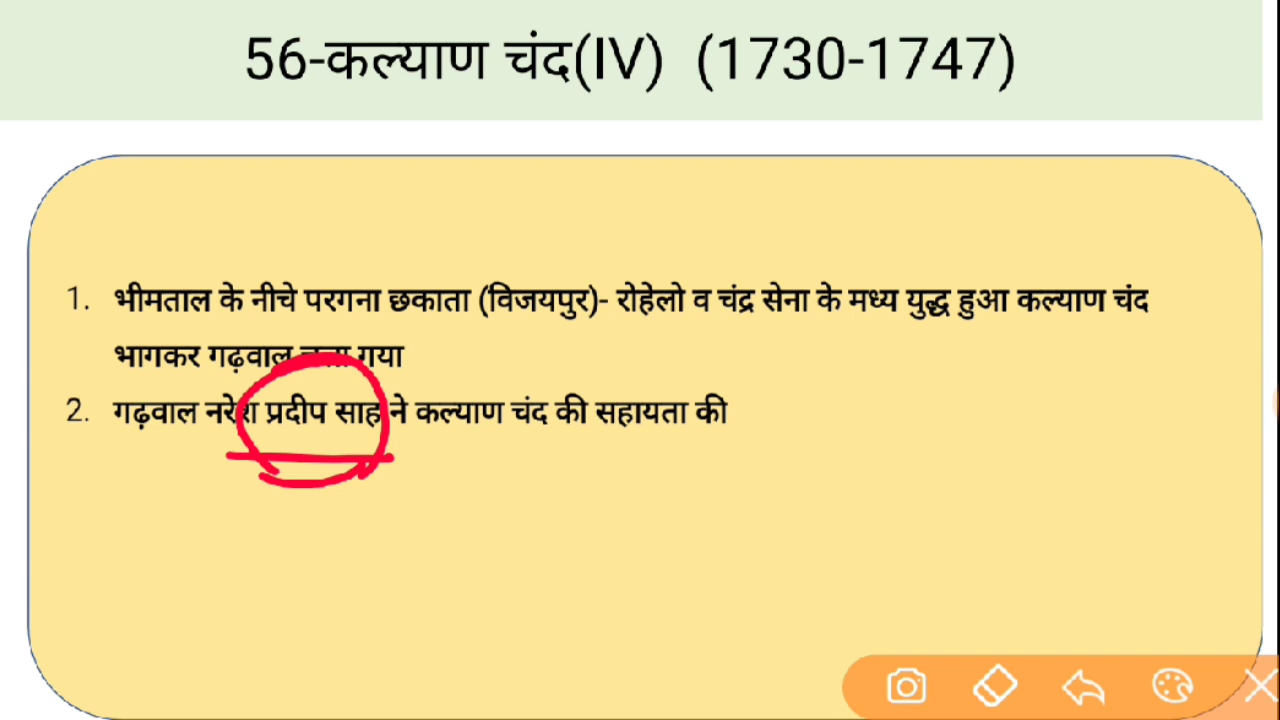 56-कल्याण चंद(IV) (1730-1747)
1. भीमताल के नीचे परगना छकाता (विजयपुर)- रोहेलो व चंद्र सेना के मध्य युद्ध हुआ कल्याण चंद
भागकर गढ़वाल चला गया
2. गढ़वाल नरेश प्रदीप साह ने कल्याण चंद की सहायता की